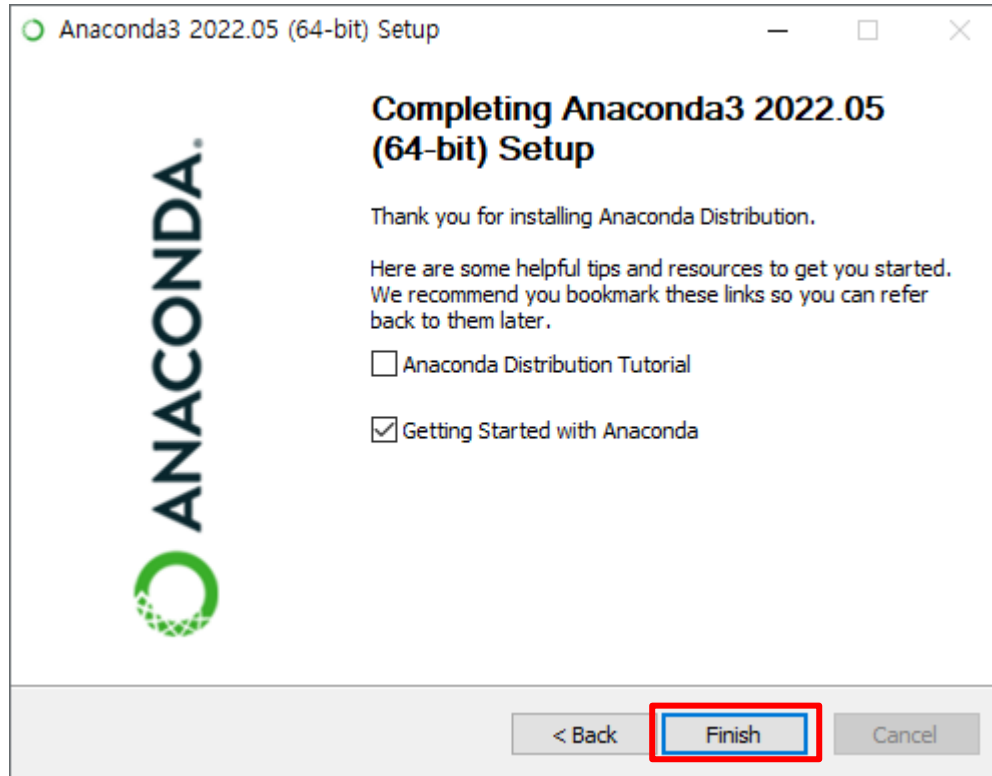 Anaconda3 2022.05 (64-bit) Setup
Completing Anaconda3 2022.05
(64-bit) Setup
Thank you for installing Anaconda Distribution.
Here are some helpful tips and resources to get you started.
We recommend you bookmark these links so you can refer
back to them later.
Anaconda Distribution Tutorial
Getting Started with Anaconda
ANACONDA.
< Back
Finish
Cancel